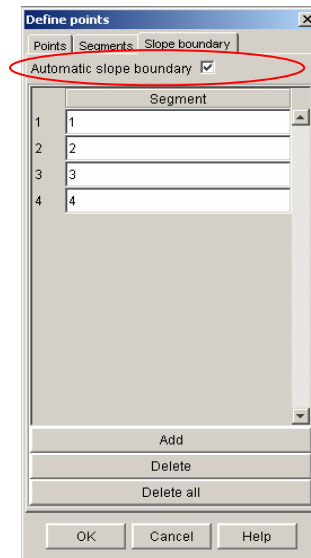 Define points
Points Segments Slope boundary
Automatic slope boundary
Segment
1 1
2 2
3 3
4 4
Add
Delete
Delete all
OK Cancel Help